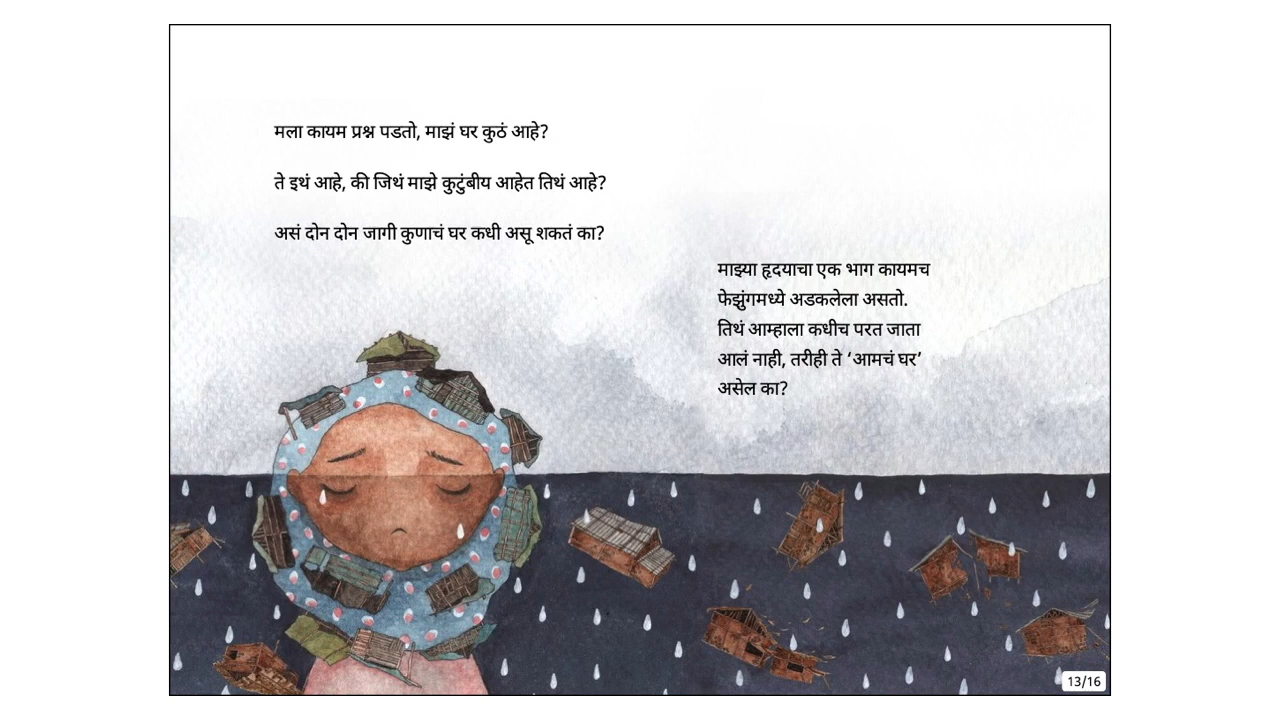 मला कायम प्रश्न पडतो, माझं घर कुठं आहे?
ते इथं आहे, की जिथं माझे कुटुंबीय आहेत तिथं आहे?
असं दोन दोन जागी कुणाचं घर कधी असू शकतं का?
माझ्या हृदयाचा एक भाग कायमच
फेझुंगमध्ये अडकलेला असतो.
तिथं आम्हाला कधीच परत जाता
आलं नाही, तरीही ते ‘आमचं घर’
असेल का?
13/16